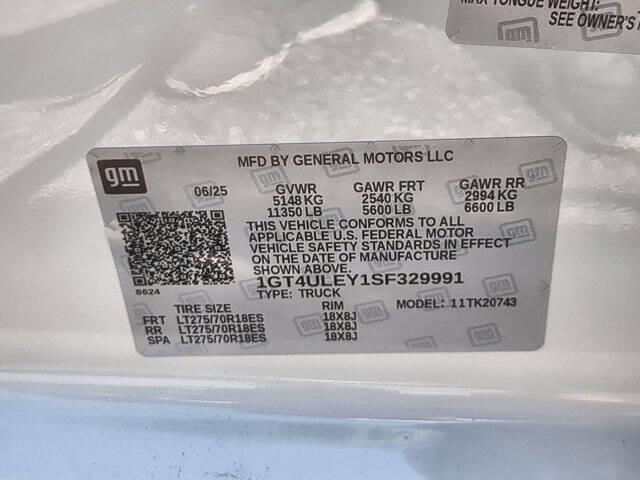 MAX TONGUE WEIGHT:
SEE OWNER'S
gm
MFD BY GENERAL MOTORS LLC
06/25 GVWR GAWR FRT GAWR RR
5148 KG 2540 KG 2994 KG
11350 LB 5600 LB 6600 LB
THIS VEHICLE CONFORMS TO ALL
APPLICABLE U.S. FEDERAL MOTOR
VEHICLE SAFETY STANDARDS IN EFFECT
ON THE DATE OF MANUFACTURE
SHOWN ABOVE.
B624
1GT4ULEY1SF329991
TYPE: TRUCK MODEL: 11TK20743
TIRE SIZE RIM
FRT LT275/70R18ES 18X8J
RR LT275/70R18ES 18X8J
SPA LT275/70R18ES 18X8J